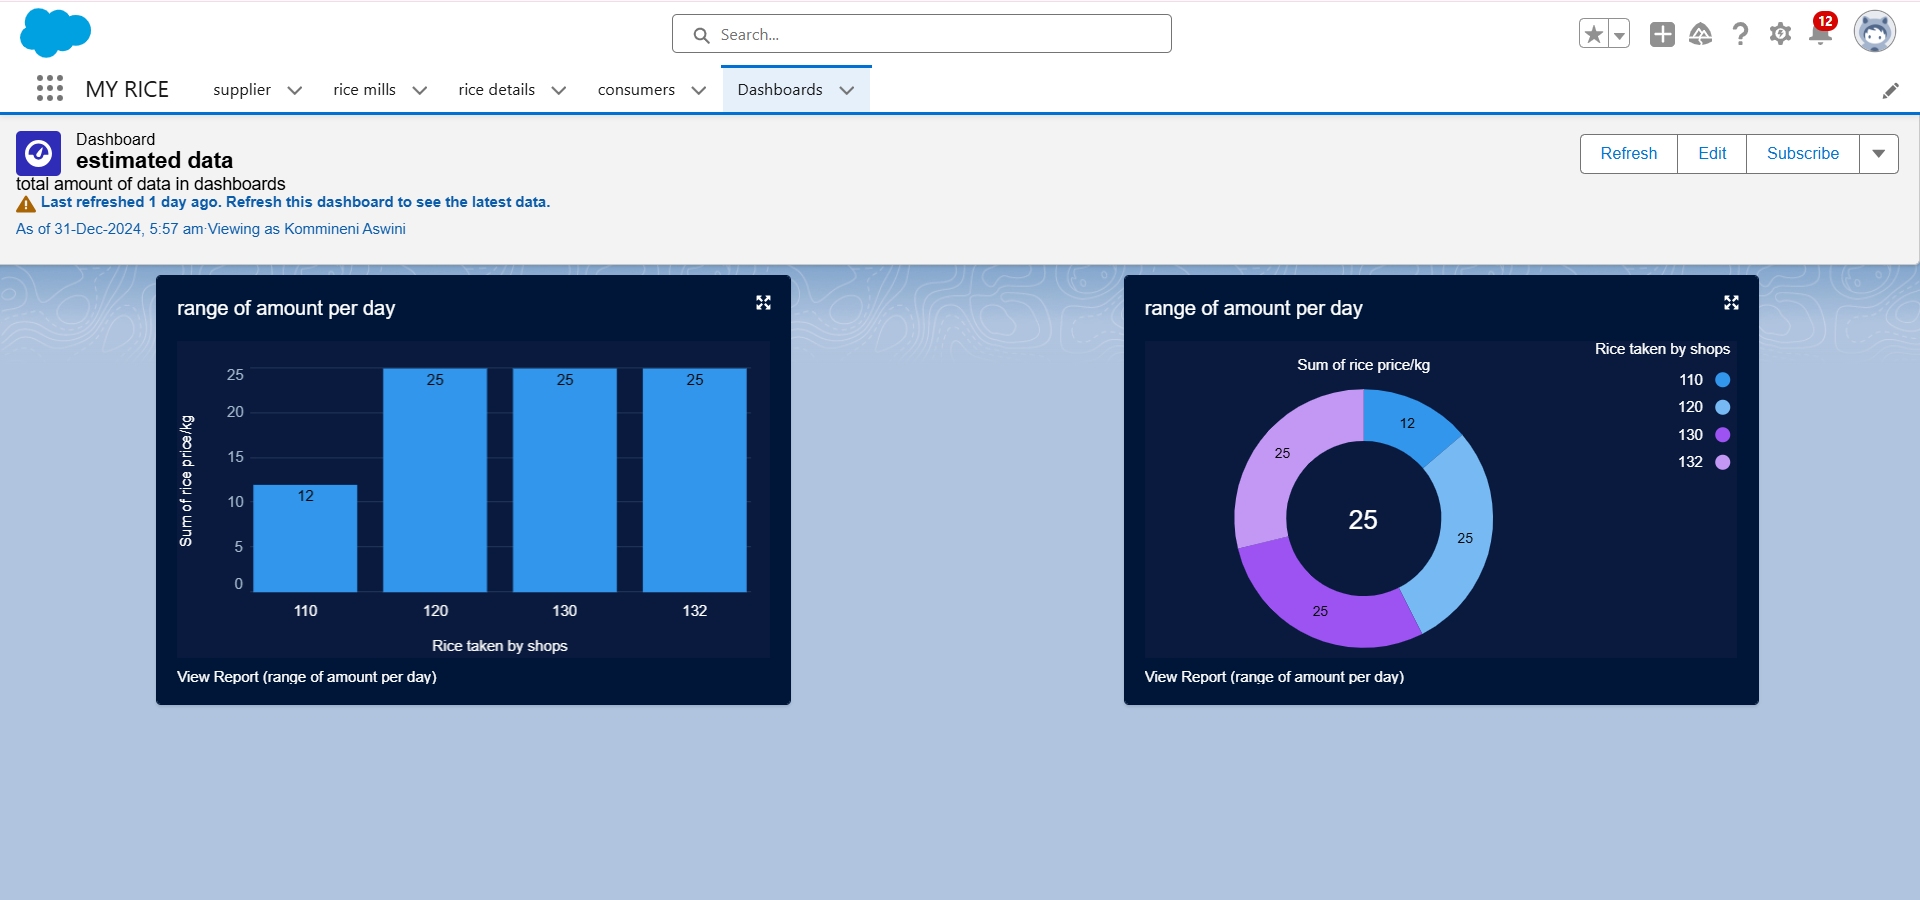 Search...
12
MY RICE
supplier
rice mills
rice details
consumers
Dashboards
Dashboard
estimated data
total amount of data in dashboards
Last refreshed 1 day ago. Refresh this dashboard to see the latest data.
As of 31-Dec-2024, 5:57 am·Viewing as Kommineni Aswini
Refresh
Edit
Subscribe
range of amount per day
Sum of rice price/kg
25
20
15
10
5
0
12
25
25
25
110
120
130
132
Rice taken by shops
View Report (range of amount per day)
range of amount per day
Rice taken by shops
110
120
130
132
Sum of rice price/kg
12
25
25
25
25
View Report (range of amount per day)